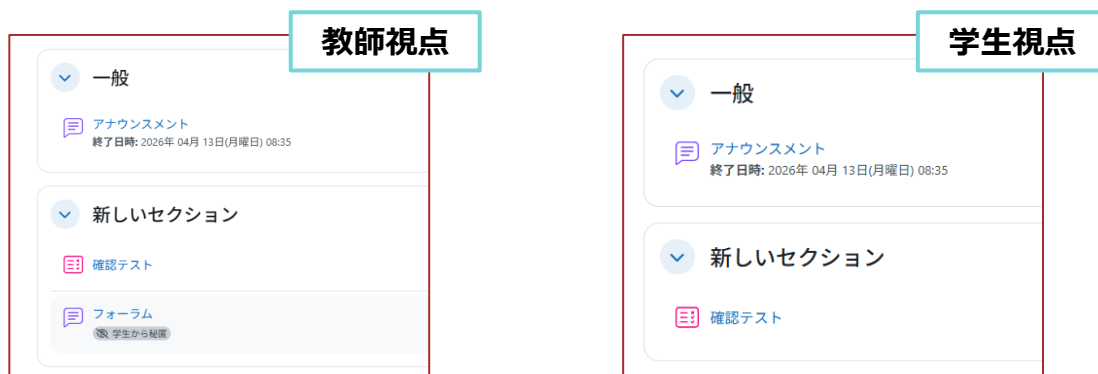 教師視点
一般
アナウンスメント
終了日時: 2026年 04月 13日(月曜日) 08:35
新しいセクション
確認テスト
フォーラム
学生から秘匿
学生視点
一般
アナウンスメント
終了日時: 2026年 04月 13日(月曜日) 08:35
新しいセクション
確認テスト